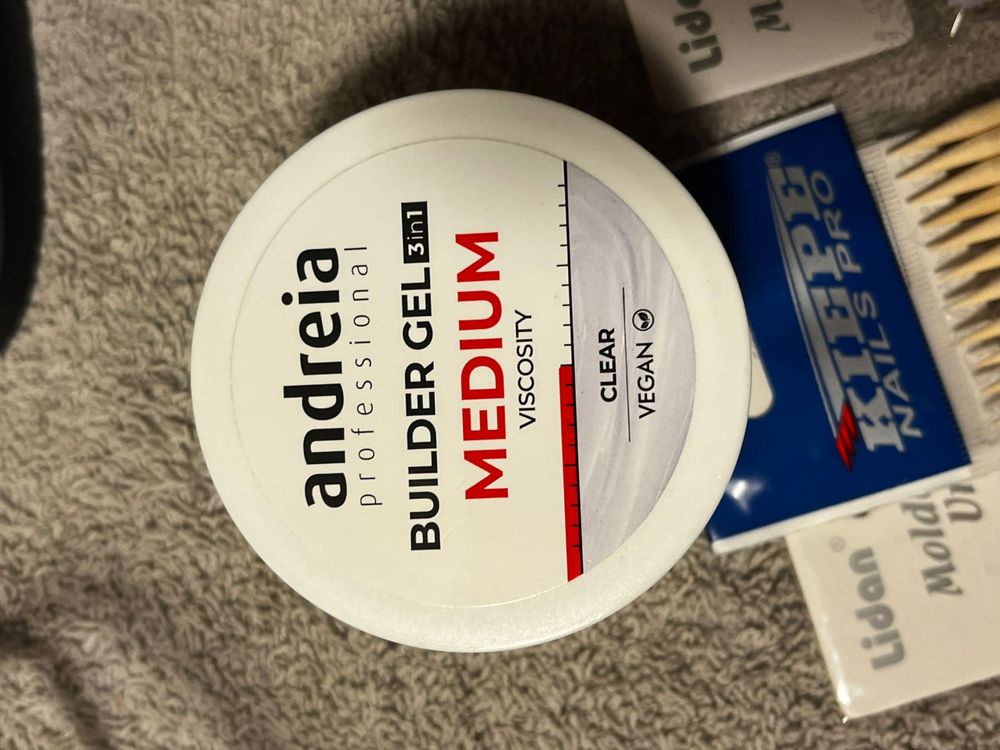 andreia
professional
BUILDER GEL 3in1
MEDIUM
VISCOSITY
CLEAR
VEGAN
KIEPE®
NAILS PRO
Lidan
M
Lidan®
Mold